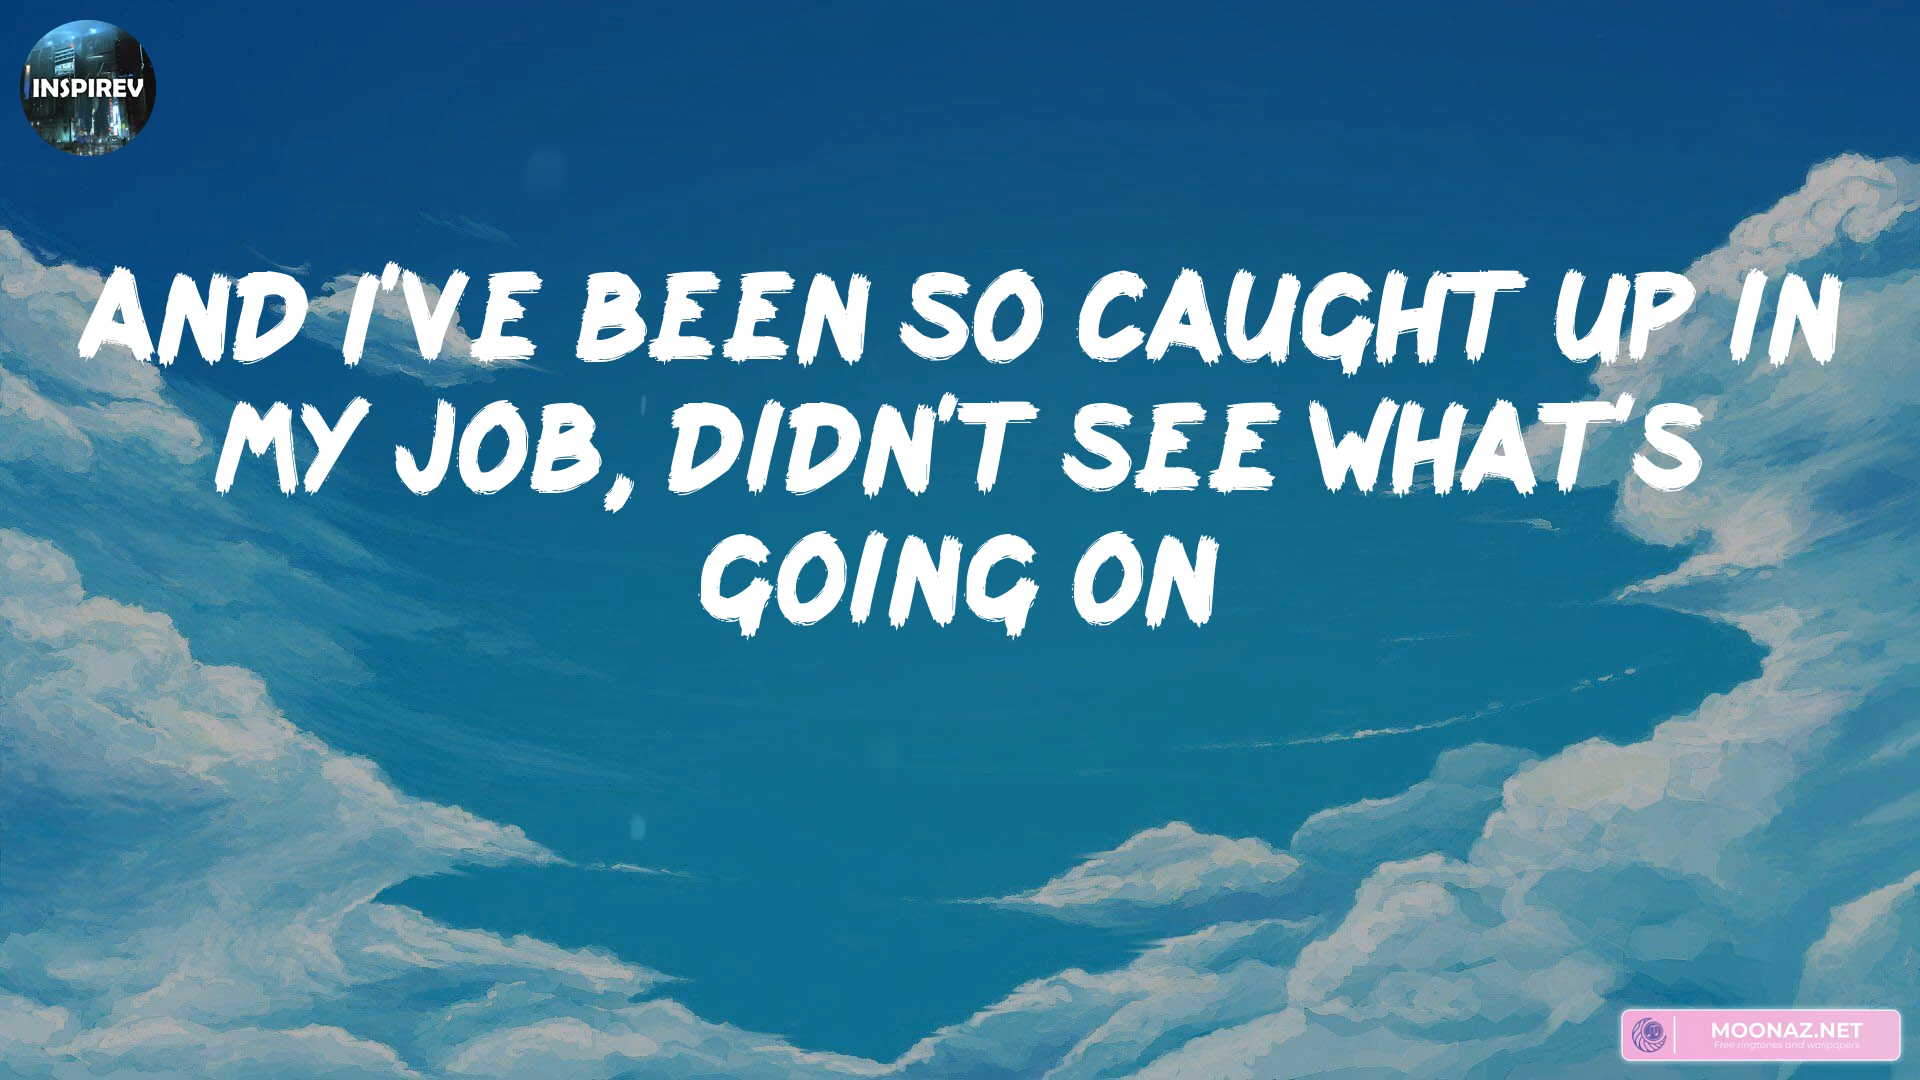 INSPIREV
AND I'VE BEEN SO CAUGHT UP IN
MY JOB, DIDN'T SEE WHAT'S
GOING ON
MOONAZ.NET
Free ringtones and wallpapers